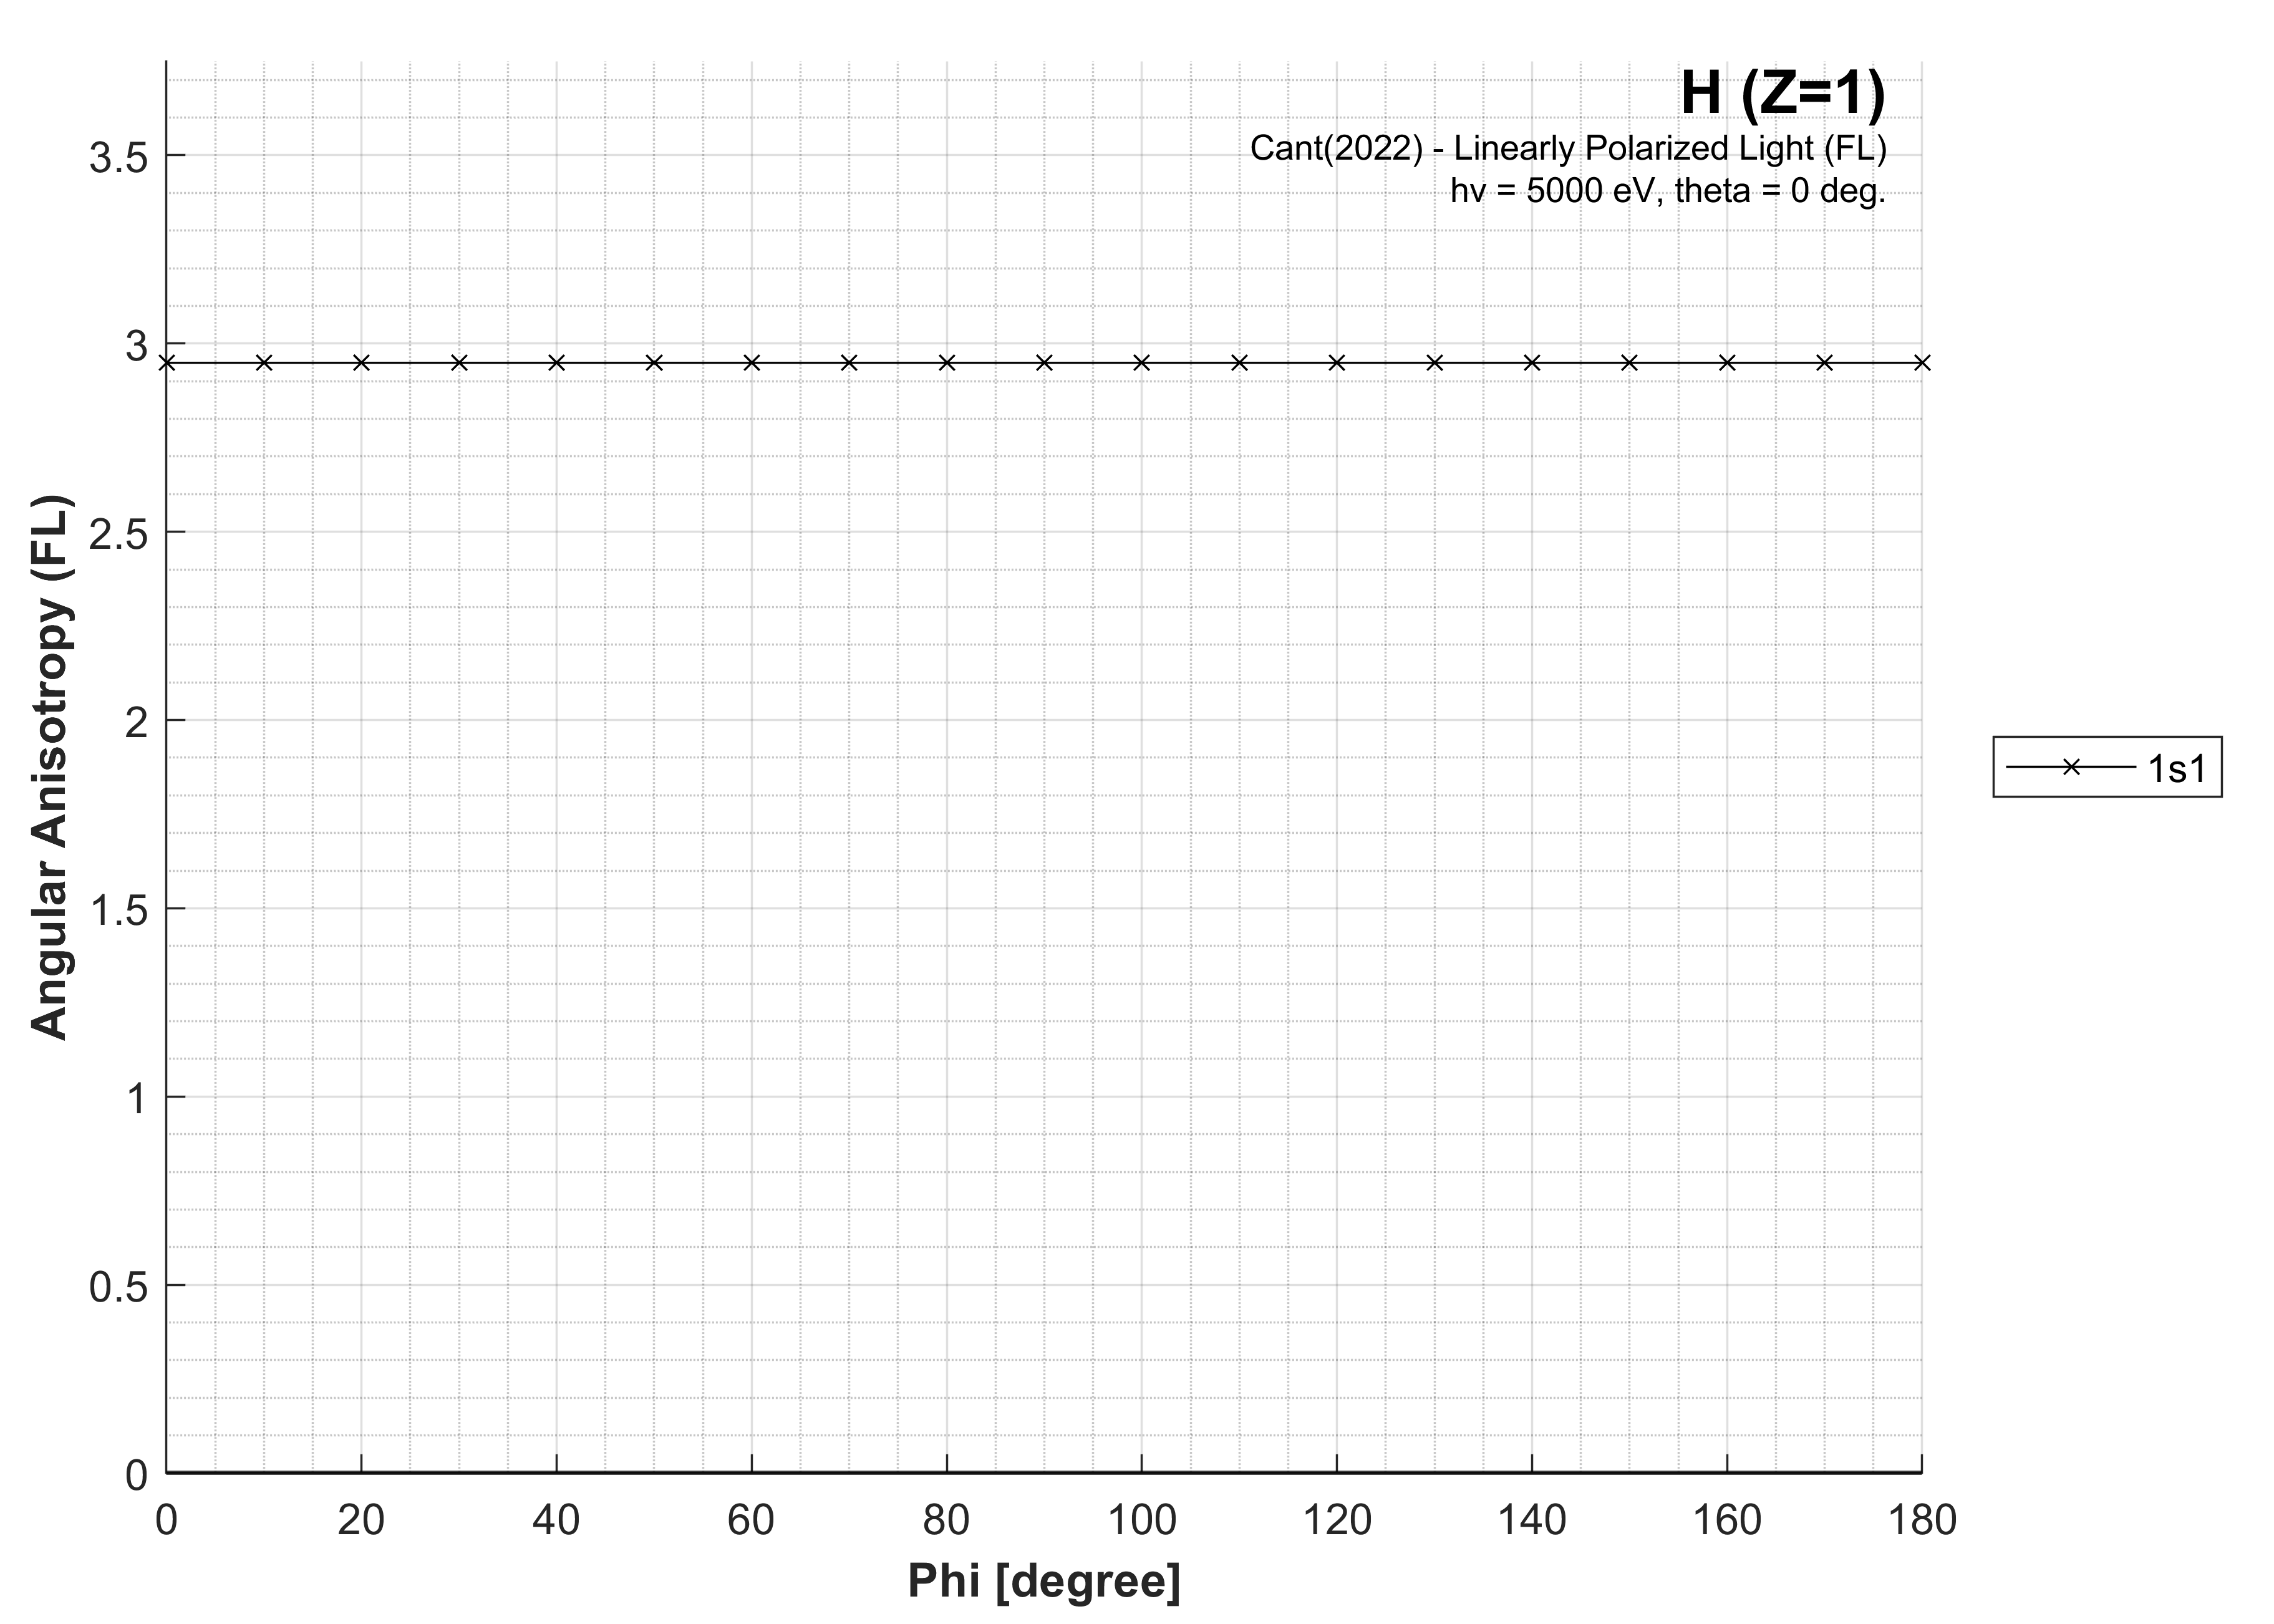 H (Z=1)
Cant(2022) - Linearly Polarized Light (FL)
hv = 5000 eV, theta = 0 deg.
Angular Anisotropy (FL)
3.5
3
2.5
2
1.5
1
0.5
0
1s1
0 20 40 60 80 100 120 140 160 180
Phi [degree]